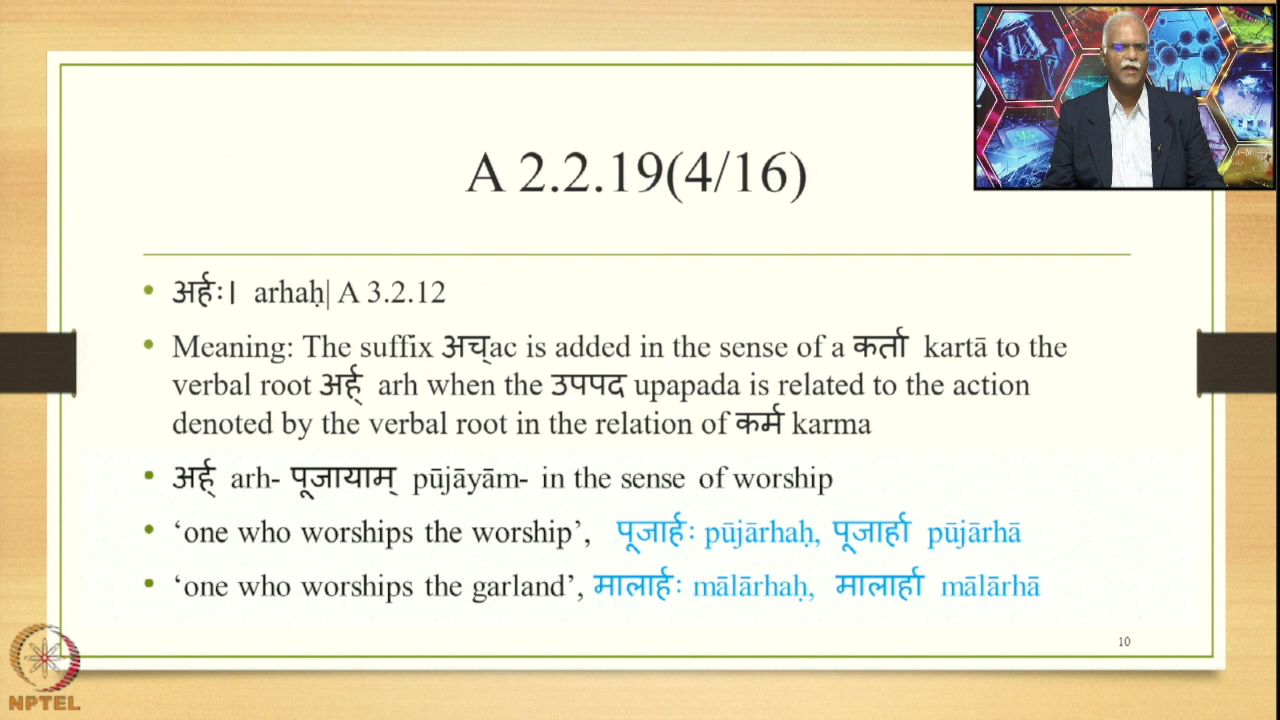 A 2.2.19(4/16)
• अर्हः। arhaḥ| A 3.2.12
• Meaning: The suffix अच्ac is added in the sense of a कर्ता kartā to the
verbal root अर्ह् arh when the उपपद upapada is related to the action
denoted by the verbal root in the relation of कर्म karma
• अर्ह् arh- पूजायाम् pūjāyām- in the sense of worship
• ‘one who worships the worship’, पूजार्हः pūjārhaḥ, पूजार्हा pūjārhā
• ‘one who worships the garland’, मालार्हः mālārhaḥ, मालार्हा mālārhā
10
NPTEL